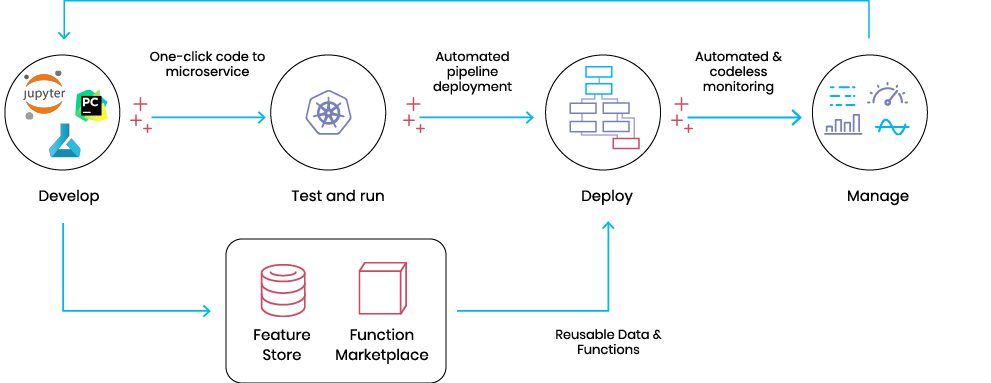 One-click code to
microservice
Automated
pipeline
deployment
Automated &
codeless
monitoring
jupyter
PC
Develop
Test and run
Deploy
Manage
Feature
Store
Function
Marketplace
Reusable Data &
Functions